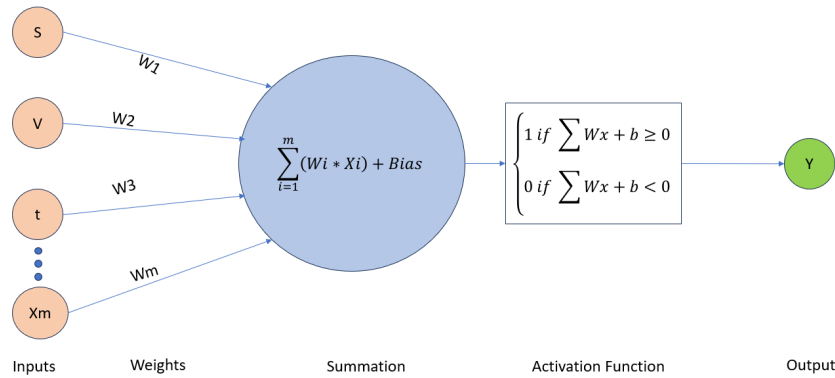 S
W1
V
W2
t
W3
Xm
Wm
m
∑(Wi * Xi) + Bias
i=1
1 if ∑ Wx + b ≥ 0
0 if ∑ Wx + b < 0
Y
Inputs
Weights
Summation
Activation Function
Output